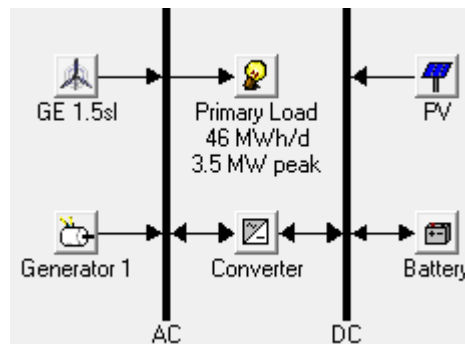 GE 1.5sl
Primary Load
46 MWh/d
3.5 MW peak
PV
Generator 1
Converter
Battery
AC
DC